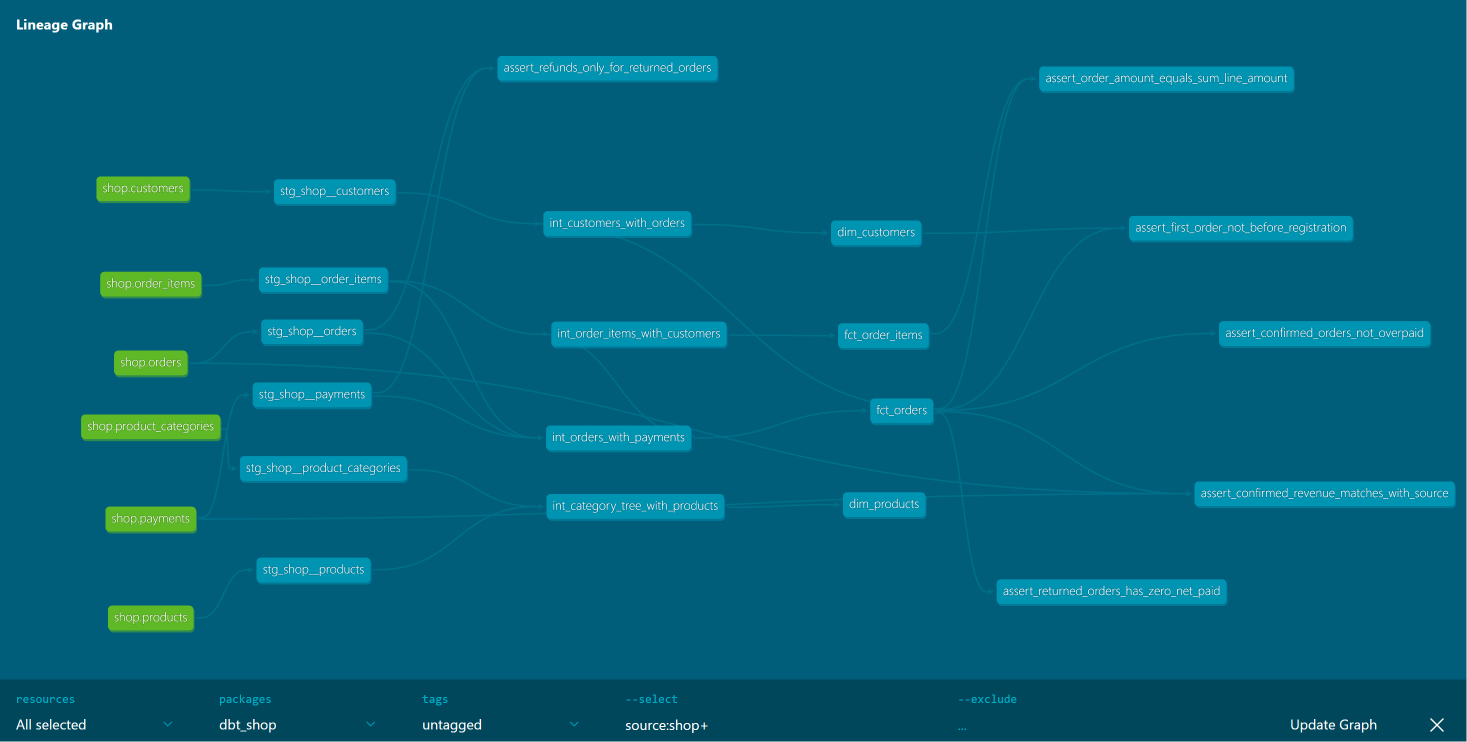 Lineage Graph
assert_refunds_only_for_returned_orders
assert_order_amount_equals_sum_line_amount
shop.customers
stg_shop__customers
int_customers_with_orders
dim_customers
assert_first_order_not_before_registration
shop.order_items
stg_shop__order_items
stg_shop__orders
int_order_items_with_customers
fct_order_items
assert_confirmed_orders_not_overpaid
shop.orders
stg_shop__payments
fct_orders
shop.product_categories
int_orders_with_payments
stg_shop__product_categories
assert_confirmed_revenue_matches_with_source
int_category_tree_with_products
dim_products
shop.payments
stg_shop__products
assert_returned_orders_has_zero_net_paid
shop.products
resources
packages
tags
--select
--exclude
All selected
dbt_shop
untagged
source:shop+
...
Update Graph